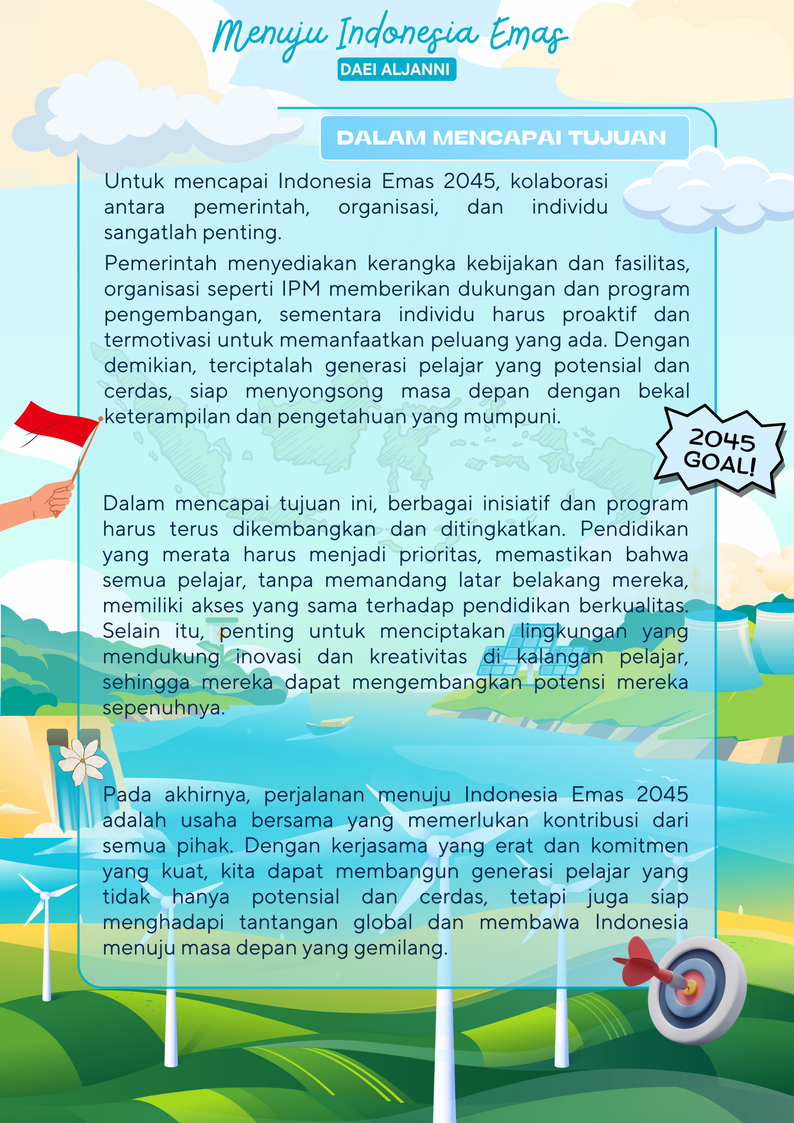 Menuju Indonesia Emas
DAEI ALJANNI
DALAM MENCAPAI TUJUAN
Untuk mencapai Indonesia Emas 2045, kolaborasi
antara pemerintah, organisasi, dan individu
sangatlah penting.
Pemerintah menyediakan kerangka kebijakan dan fasilitas,
organisasi seperti IPM memberikan dukungan dan program
pengembangan, sementara individu harus proaktif dan
termotivasi untuk memanfaatkan peluang yang ada. Dengan
demikian, terciptalah generasi pelajar yang potensial dan
cerdas, siap menyongsong masa depan dengan bekal
keterampilan dan pengetahuan yang mumpuni.
2045
GOAL!
Dalam mencapai tujuan ini, berbagai inisiatif dan program
harus terus dikembangkan dan ditingkatkan. Pendidikan
yang merata harus menjadi prioritas, memastikan bahwa
semua pelajar, tanpa memandang latar belakang mereka,
memiliki akses yang sama terhadap pendidikan berkualitas.
Selain itu, penting untuk menciptakan lingkungan yang
mendukung inovasi dan kreativitas di kalangan pelajar,
sehingga mereka dapat mengembangkan potensi mereka
sepenuhnya.
Pada akhirnya, perjalanan menuju Indonesia Emas 2045
adalah usaha bersama yang memerlukan kontribusi dari
semua pihak. Dengan kerjasama yang erat dan komitmen
yang kuat, kita dapat membangun generasi pelajar yang
tidak hanya potensial dan cerdas, tetapi juga siap
menghadapi tantangan global dan membawa Indonesia
menuju masa depan yang gemilang.